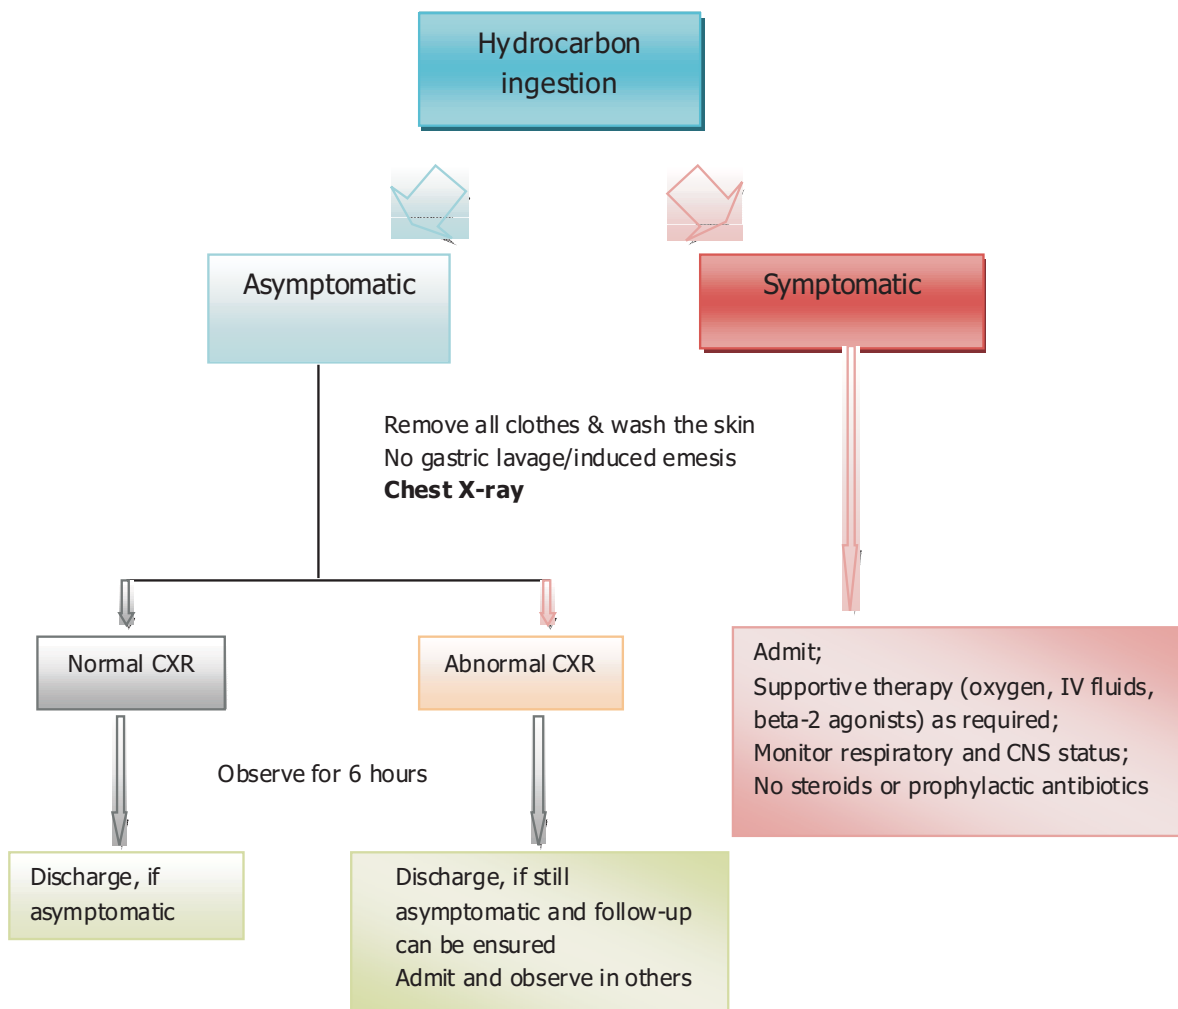 Hydrocarbon
ingestion
Asymptomatic
Symptomatic
Remove all clothes & wash the skin
No gastric lavage/induced emesis
Chest X-ray
Normal CXR
Abnormal CXR
Admit;
Supportive therapy (oxygen, IV fluids,
beta-2 agonists) as required;
Monitor respiratory and CNS status;
No steroids or prophylactic antibiotics
Observe for 6 hours
Discharge, if
asymptomatic
Discharge, if still
asymptomatic and follow-up
can be ensured
Admit and observe in others